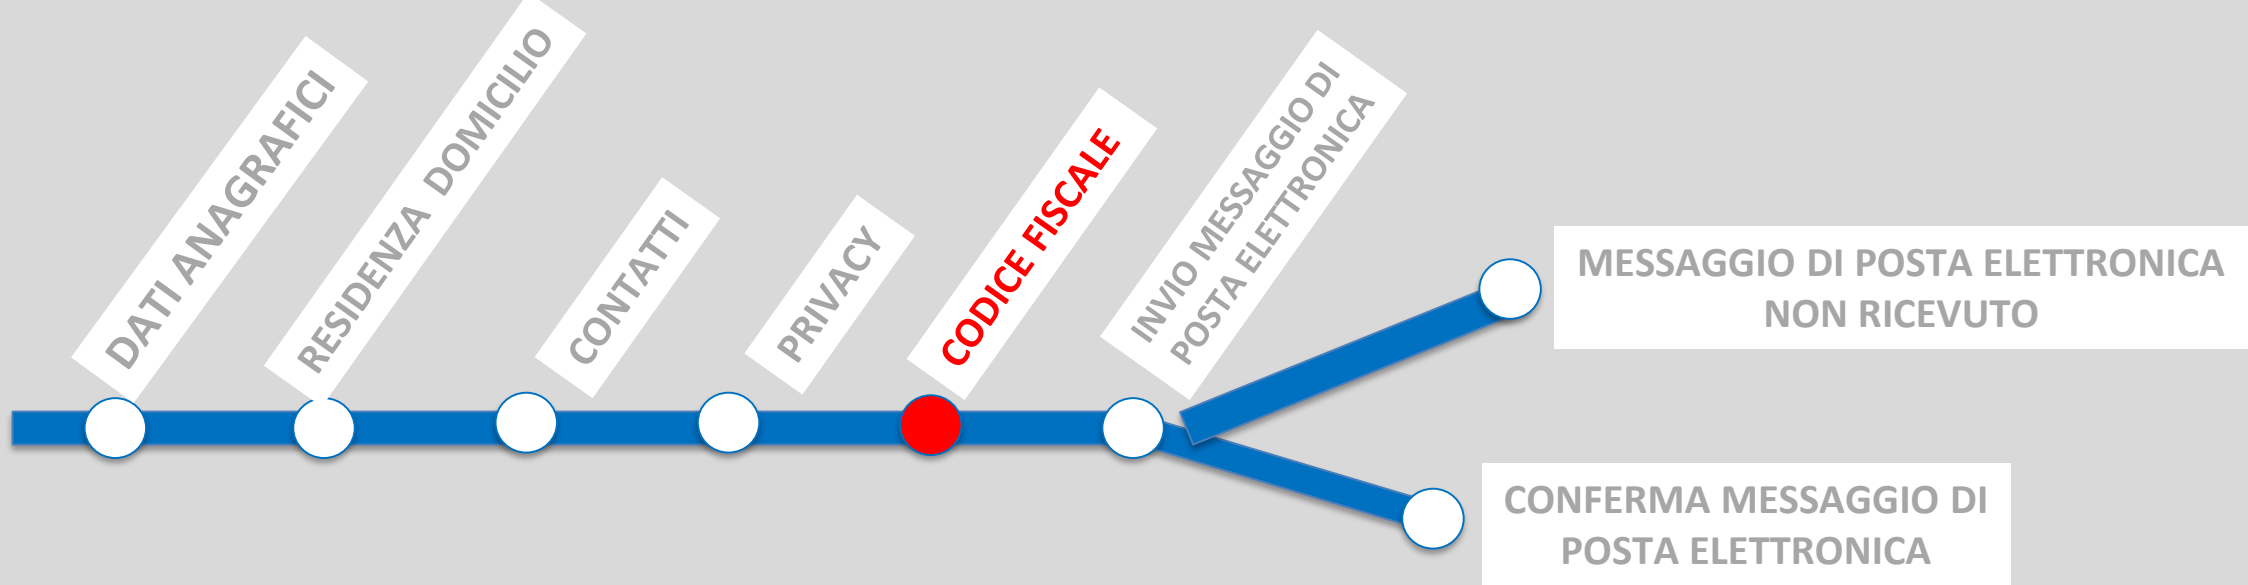 DATI ANAGRAFICI
RESIDENZA DOMICILIO
CONTATTI
PRIVACY
CODICE FISCALE
INVIO MESSAGGIO DI
POSTA ELETTRONICA
MESSAGGIO DI POSTA ELETTRONICA
NON RICEVUTO
CONFERMA MESSAGGIO DI
POSTA ELETTRONICA